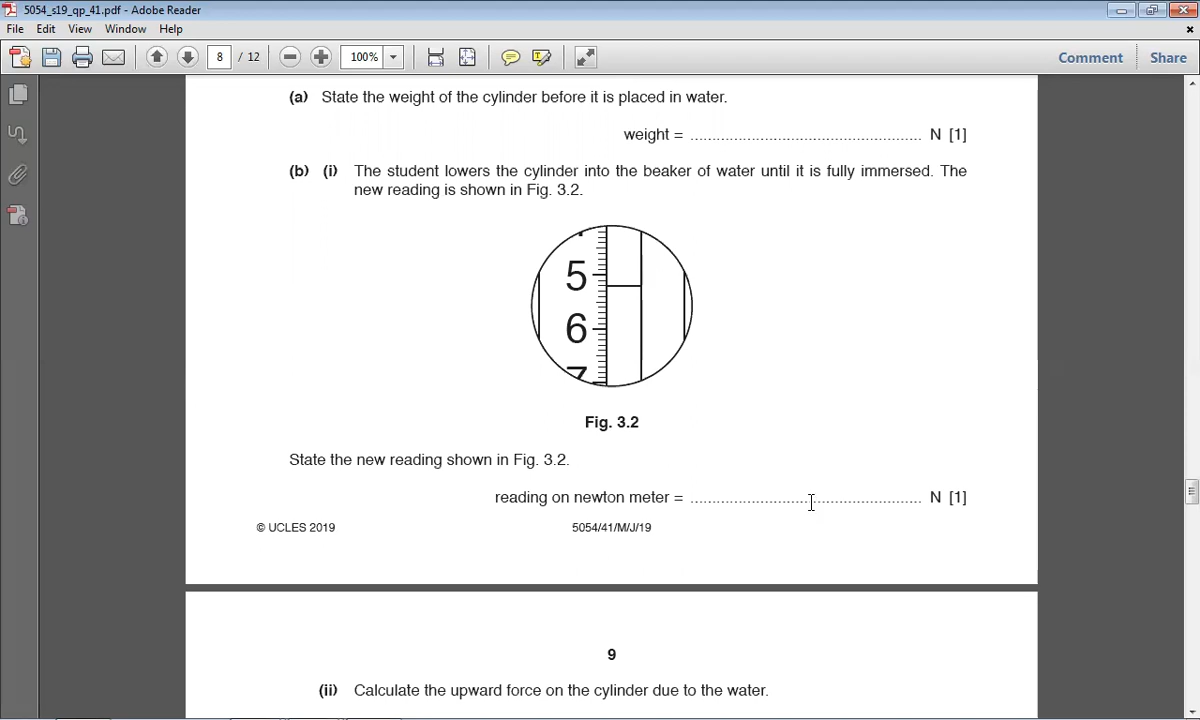 5054_s19_qp_41.pdf - Adobe Reader
File Edit View Window Help
8 / 12 100% Comment Share
(a) State the weight of the cylinder before it is placed in water.
weight = .................................................... N [1]
(b) (i) The student lowers the cylinder into the beaker of water until it is fully immersed. The
new reading is shown in Fig. 3.2.
5
6
7
Fig. 3.2
State the new reading shown in Fig. 3.2.
reading on newton meter = .................................................... N [1]
© UCLES 2019 5054/41/M/J/19
9
(ii) Calculate the upward force on the cylinder due to the water.